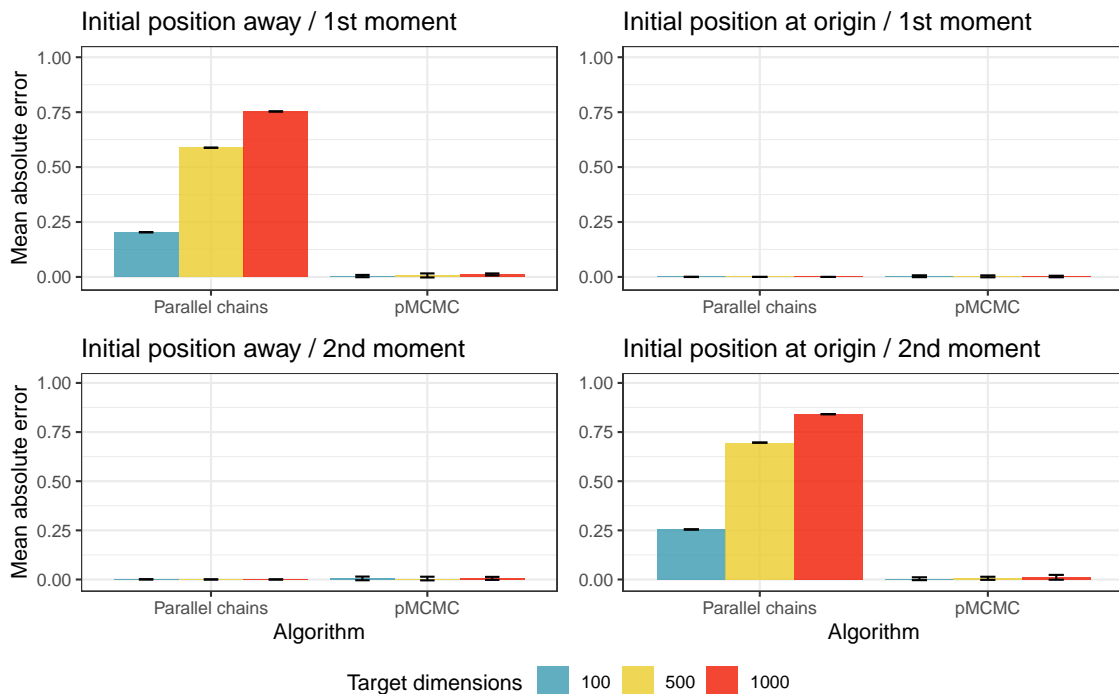 Initial position away / 1st moment
Initial position at origin / 1st moment
Mean absolute error
1.00
0.75
0.50
0.25
0.00
Parallel chains
pMCMC
1.00
0.75
0.50
0.25
0.00
Parallel chains
pMCMC
Initial position away / 2nd moment
Initial position at origin / 2nd moment
Mean absolute error
1.00
0.75
0.50
0.25
0.00
Parallel chains
pMCMC
Algorithm
1.00
0.75
0.50
0.25
0.00
Parallel chains
pMCMC
Algorithm
Target dimensions 100 500 1000